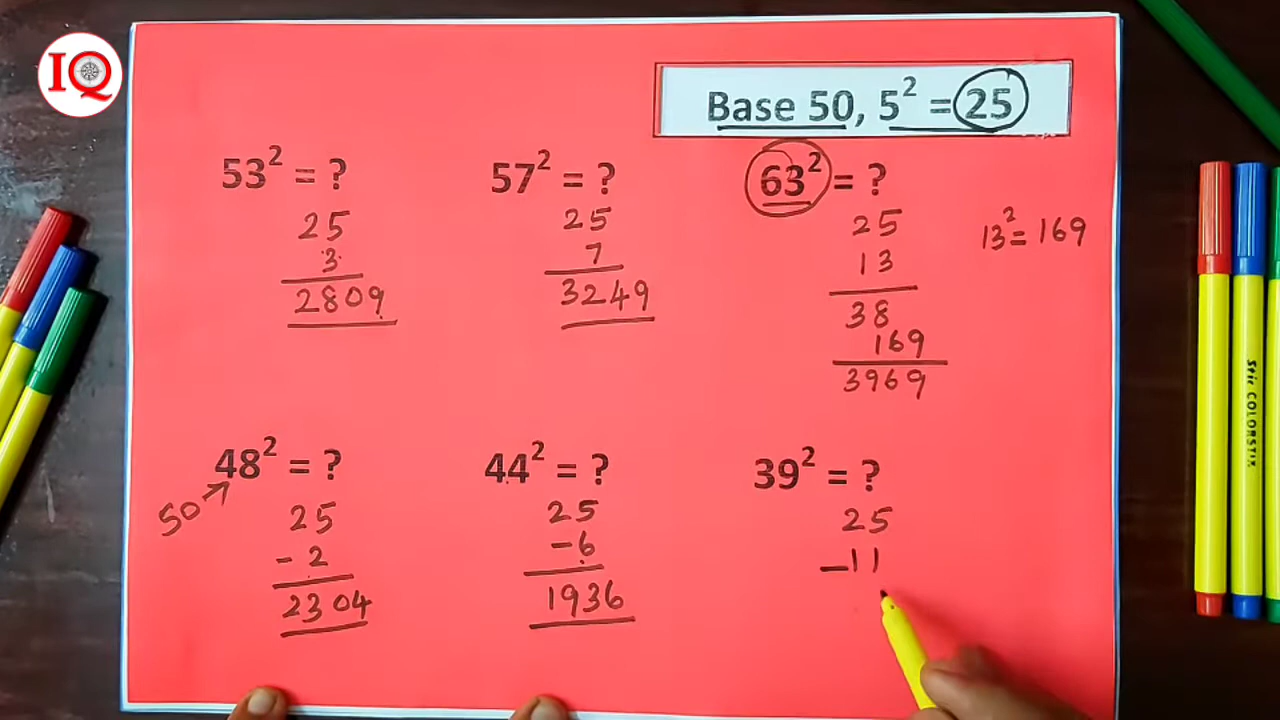 IQ
Base 50, 5² = 25
53² = ?
25
3
2809
57² = ?
25
7
3249
63² = ?
25
13
38
169
3969
13² = 169
48² = ?
50
25
-2
2304
44² = ?
25
-6
1936
39² = ?
25
-11
Stic COLORSTIX